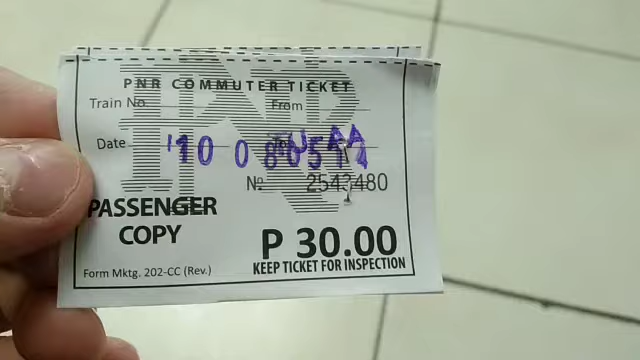 PNR COMMUTER TICKET
Train No. From
Date
No. 2543480
PASSENGER
COPY
P 30.00
KEEP TICKET FOR INSPECTION
Form Mktg. 202-CC (Rev.)